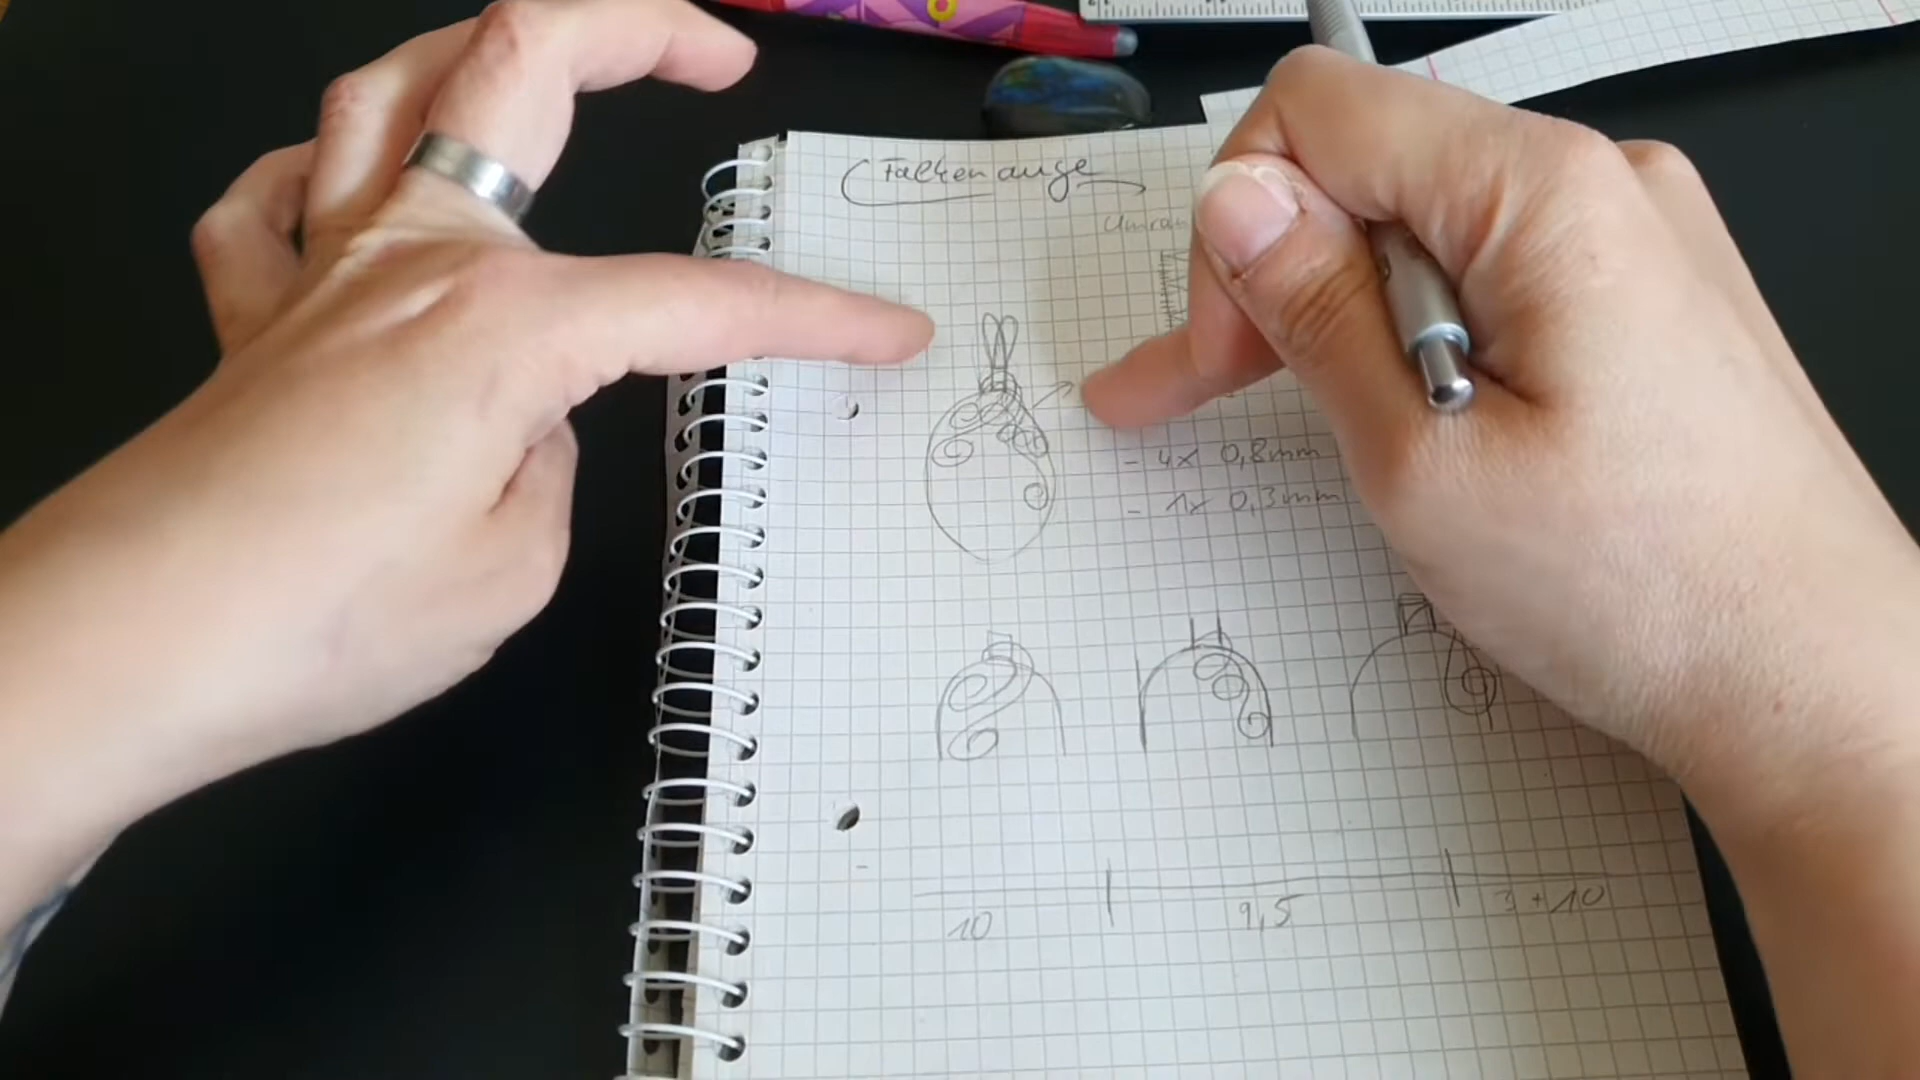 Falkenauge
- 4x 0,8mm
- 1x 0,3mm
10 9,5 3 + 10